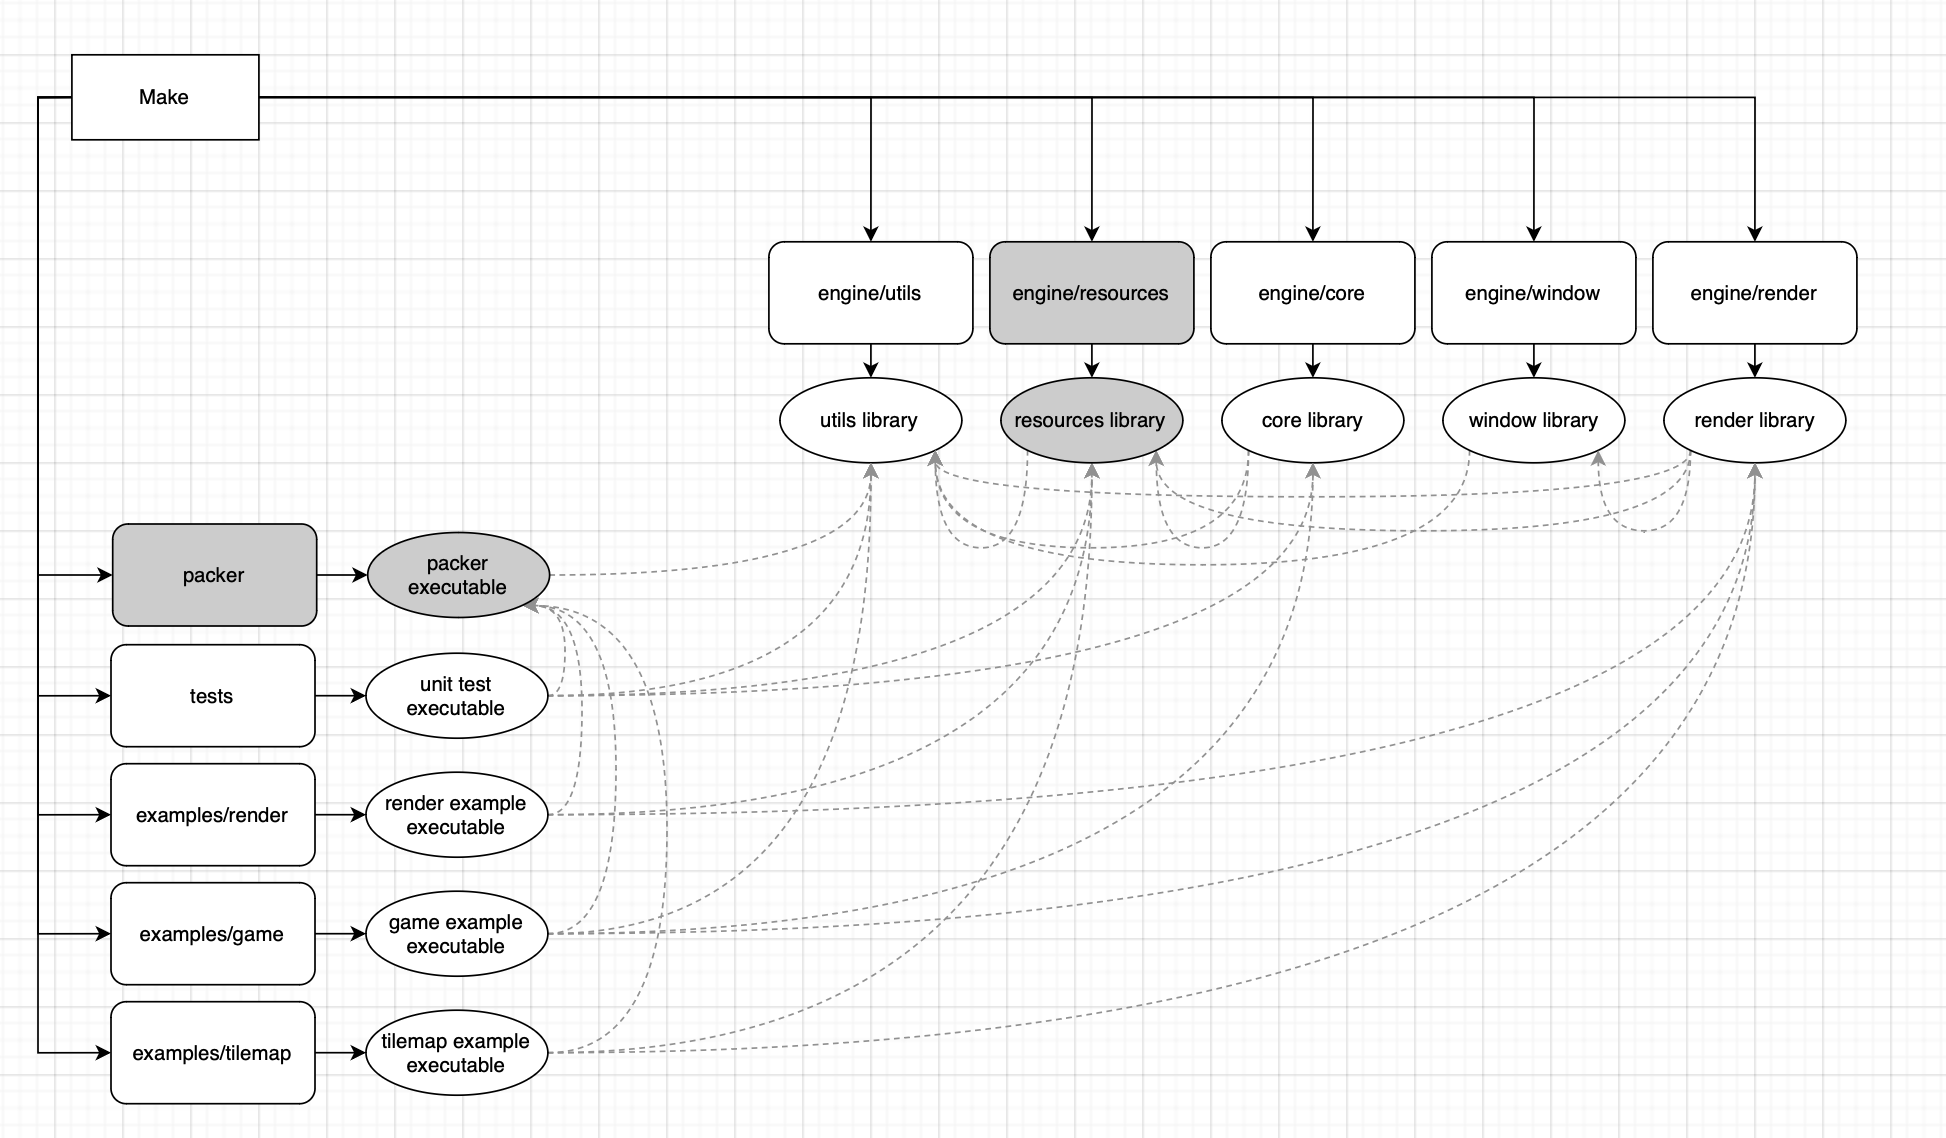 Make
engine/utils
engine/resources
engine/core
engine/window
engine/render
utils library
resources library
core library
window library
render library
packer
packer
executable
tests
unit test
executable
examples/render
render example
executable
examples/game
game example
executable
examples/tilemap
tilemap example
executable